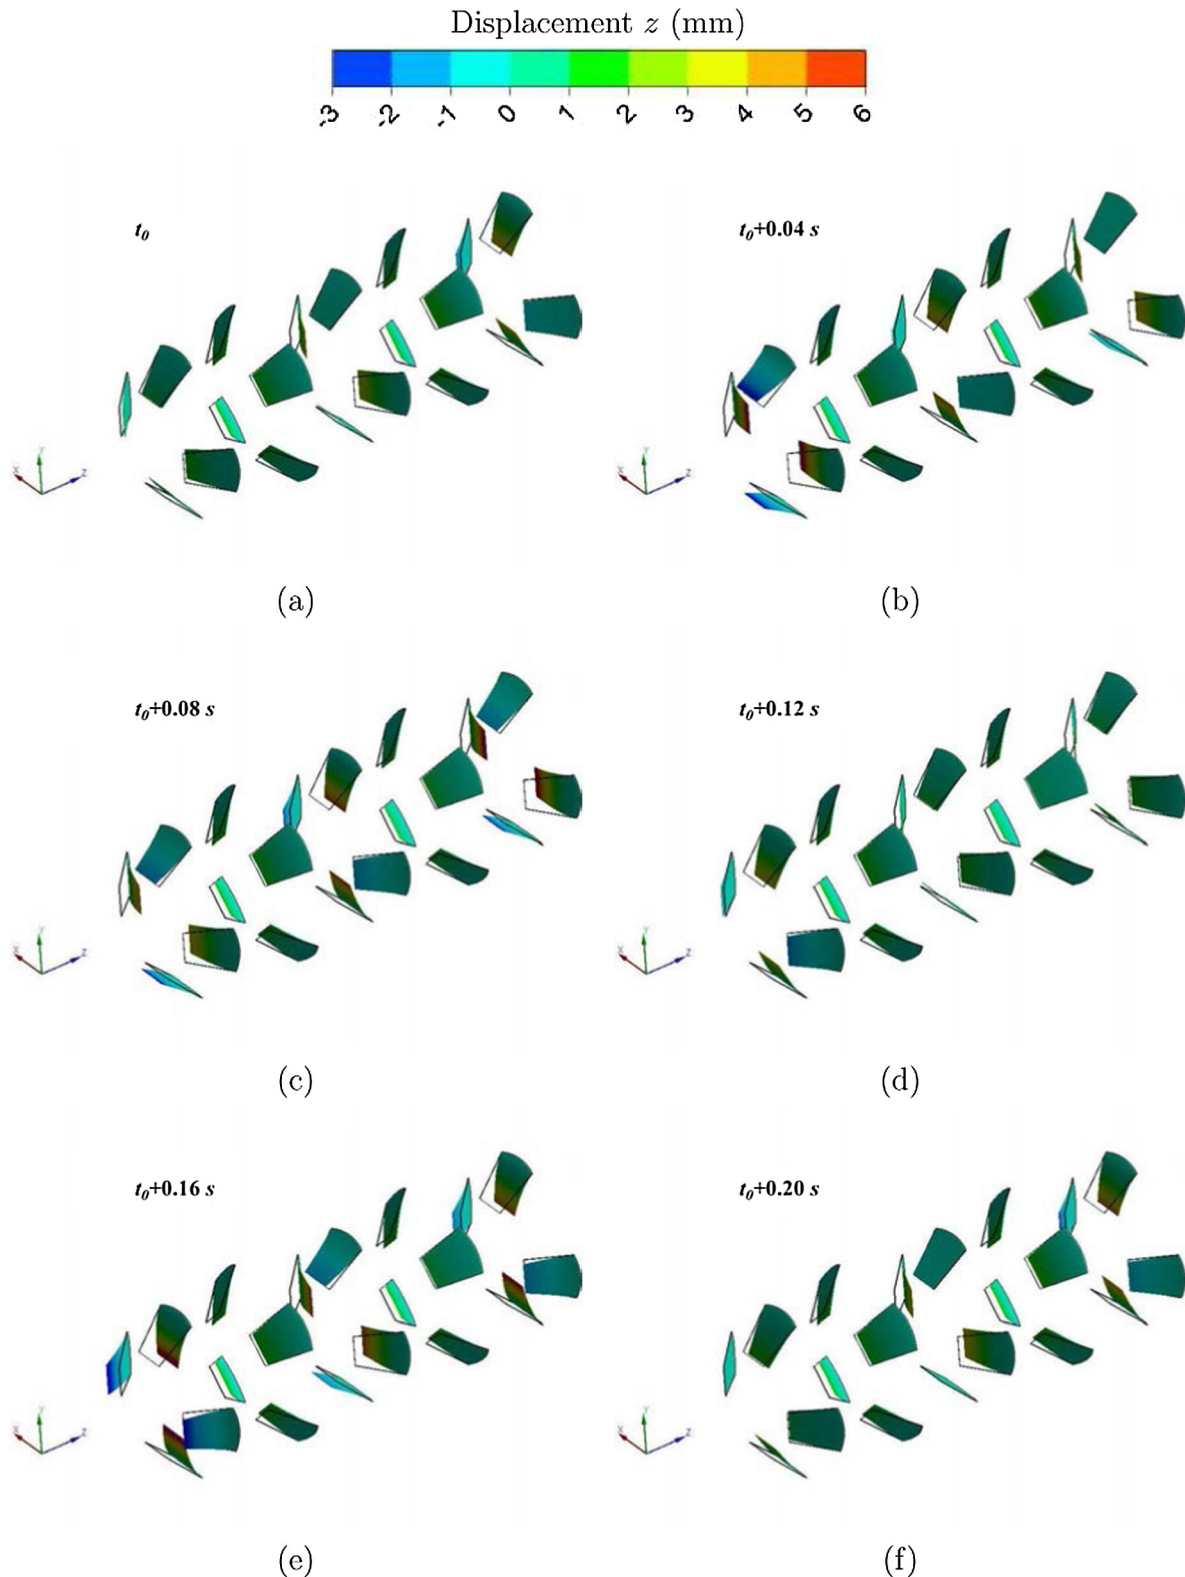 Displacement z (mm)
-3 -2 -1 0 1 2 3 4 5 6
t0 t0+0.04 s
X Y Z X Y Z
(a) (b)
t0+0.08 s t0+0.12 s
X Y Z X Y Z
(c) (d)
t0+0.16 s t0+0.20 s
X Y Z X Y Z
(e) (f)